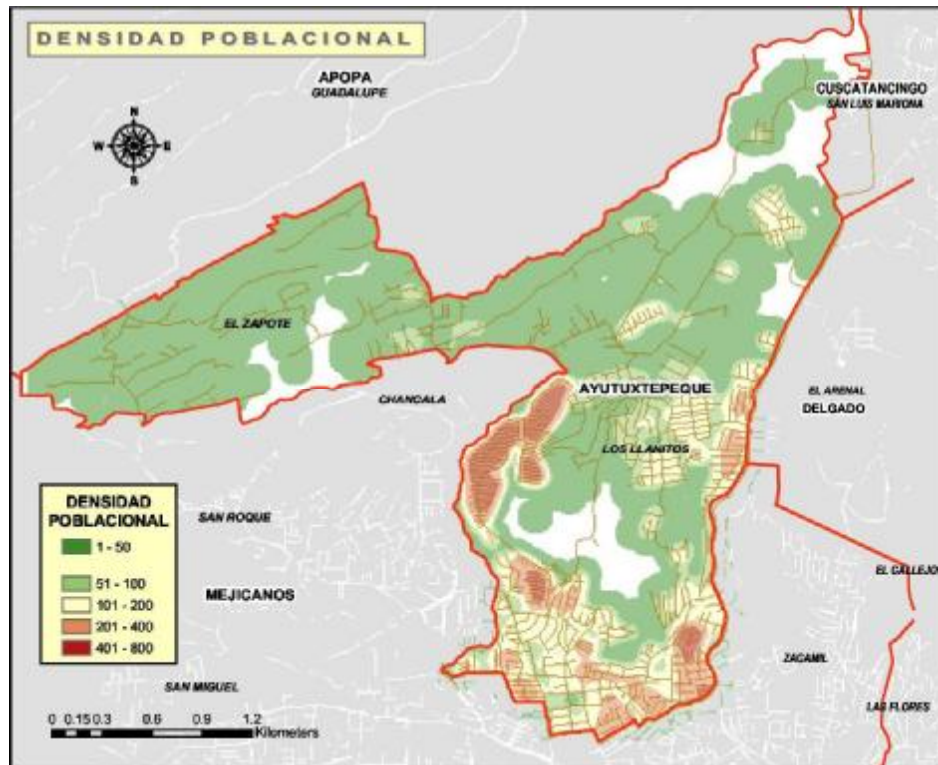 DENSIDAD POBLACIONAL
APOPA
GUADALUPE
CUSCATANCINGO
SAN LUIS MARIONA
N
W
E
S
EL ZAPOTE
CHANCALA
AYUTUXTEPEQUE
EL ARENAL
DELGADO
LOS LLANITOS
DENSIDAD
POBLACIONAL
1 - 50
51 - 100
101 - 200
201 - 400
401 - 800
SAN ROQUE
MEJICANOS
EL CALLEJO
ZACAMIL
SAN MIGUEL
LAS FLORES
0 0.15 0.3 0.6 0.9 1.2
Kilometers